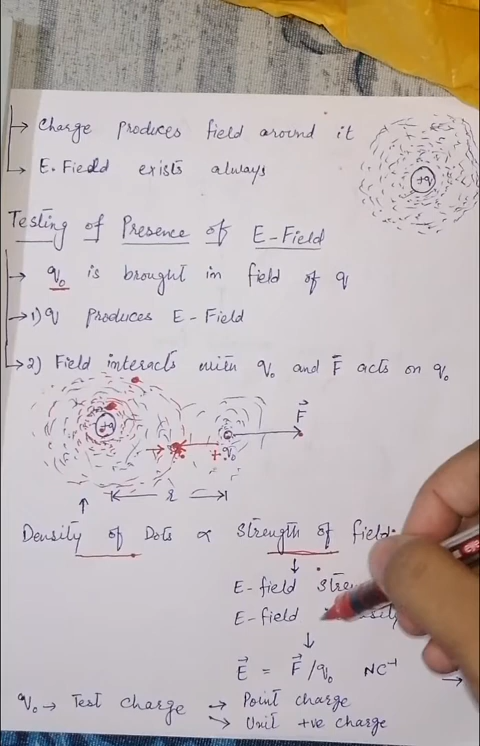 → Charge produces field around it
→ E. Field exists always
+q
Testing of Presence of E-Field
→ q₀ is brought in field of q
→ 1) q Produces E-Field
→ 2) Field interacts with q₀ and F⃗ acts on q₀
+q
F⃗
+ q₀
r
Density of Dots ∝ Strength of field
↓
E-field
E-field
↓
E⃗ = F⃗/q₀ NC⁻¹ →
q₀ → Test charge → Point charge
→ Unit +ve charge